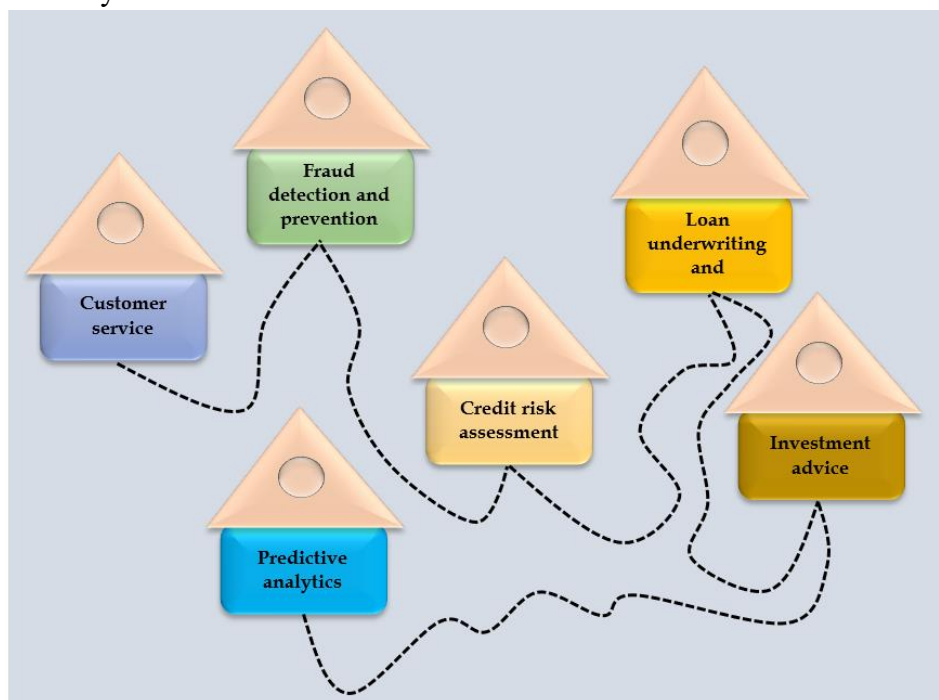 Customer
service
Fraud
detection and
prevention
Credit risk
assessment
Loan
underwriting
and
Investment
advice
Predictive
analytics